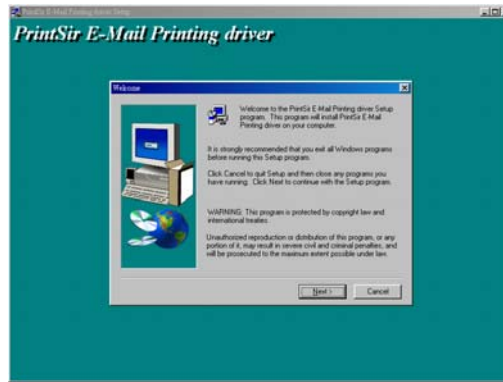 PrintSir E-Mail Printing driver Setup
PrintSir E-Mail Printing driver
Welcome
Welcome to the PrintSir E-Mail Printing driver Setup
program. This program will install PrintSir E-Mail
Printing driver on your computer.
It is strongly recommended that you exit all Windows programs
before running this Setup program.
Click Cancel to quit Setup and then close any programs you
have running. Click Next to continue with the Setup program.
WARNING: This program is protected by copyright law and
international treaties.
Unauthorized reproduction or distribution of this program, or any
portion of it, may result in severe civil and criminal penalties, and
will be prosecuted to the maximum extent possible under law.
Next > Cancel